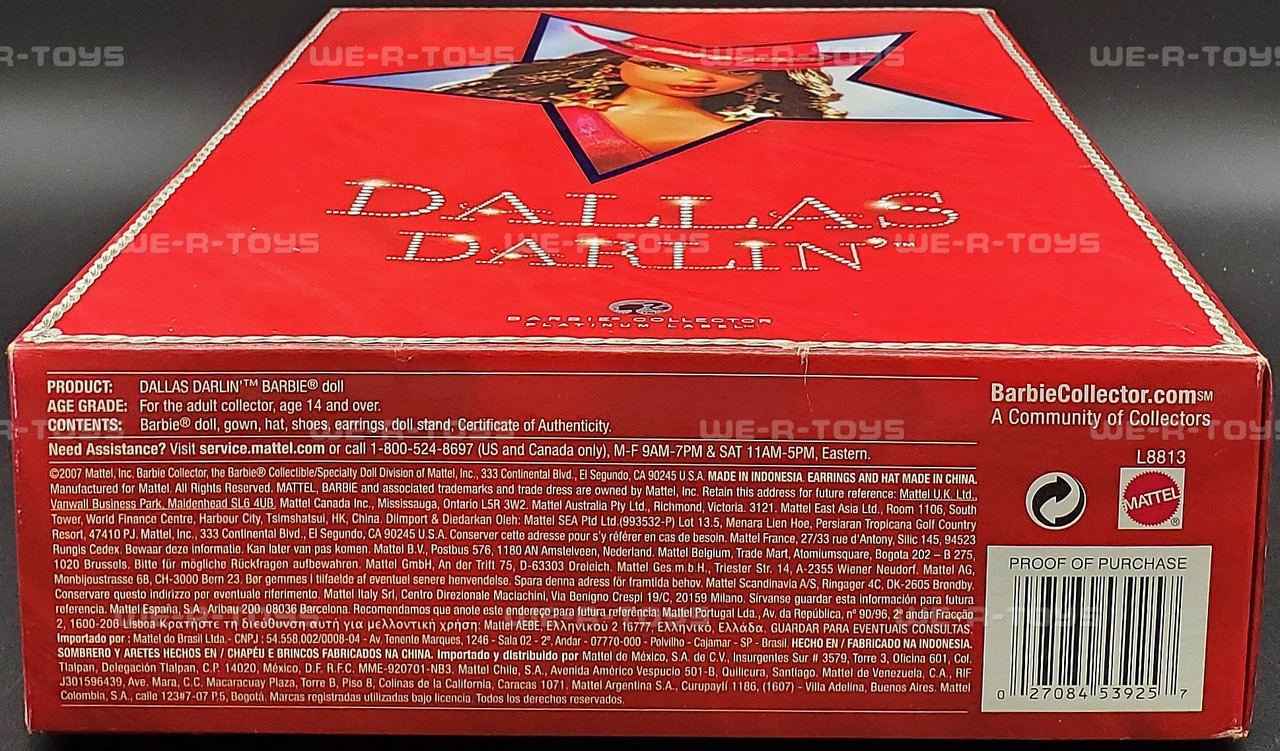 WE-R-TOYS
DALLAS
DARLIN'™
BARBIE® COLLECTOR
PLATINUM LABEL™
PRODUCT: DALLAS DARLIN'™ BARBIE® doll
AGE GRADE: For the adult collector, age 14 and over.
CONTENTS: Barbie® doll, gown, hat, shoes, earrings, doll stand, Certificate of Authenticity.
Need Assistance? Visit service.mattel.com or call 1-800-524-8697 (US and Canada only), M-F 9AM-7PM & SAT 11AM-5PM, Eastern.
©2007 Mattel, Inc. Barbie Collector, the Barbie® Collectible/Specialty Doll Division of Mattel, Inc., 333 Continental Blvd., El Segundo, CA 90245 U.S.A. MADE IN INDONESIA. EARRINGS AND HAT MADE IN CHINA.
Manufactured for Mattel. All Rights Reserved. MATTEL, BARBIE and associated trademarks and trade dress are owned by Mattel, Inc. Retain this address for future reference: Mattel U.K. Ltd.,
Vanwall Business Park, Maidenhead SL6 4UB. Mattel Canada Inc., Mississauga, Ontario L5R 3W2. Mattel Australia Pty Ltd., Richmond, Victoria. 3121. Mattel East Asia Ltd., Room 1106, South
Tower, World Finance Centre, Harbour City, Tsimshatsui, HK, China. Diimport & Diedarkan Oleh: Mattel SEA Ptd Ltd.(993532-P) Lot 13.5, Menara Lien Hoe, Persiaran Tropicana Golf Country
Resort, 47410 PJ. Mattel, Inc., 333 Continental Blvd., El Segundo, CA 90245 U.S.A. Conserver cette adresse pour s'y référer en cas de besoin. Mattel France, 27/33 rue d'Antony, Silic 145, 94523
Rungis Cedex. Bewaar deze informatie. Kan later van pas komen. Mattel B.V., Postbus 576, 1180 AN Amstelveen, Nederland. Mattel Belgium, Trade Mart, Atomiumsquare, Bogota 202 – B 275,
1020 Brussels. Bitte für mögliche Rückfragen aufbewahren. Mattel GmbH, An der Trift 75, D-63303 Dreieich. Mattel Ges.m.b.H., Triester Str. 14, A-2355 Wiener Neudorf. Mattel AG,
Monbijoustrasse 68, CH-3000 Bern 23. Bør gemmes i tilfælde af eventuel senere henvendelse. Spara denna adress för framtida behov. Mattel Scandinavia A/S, Ringager 4C, DK-2605 Brøndby.
Conservare questo indirizzo per eventuale riferimento. Mattel Italy Srl, Centro Direzionale Maciachini, Via Benigno Crespi 19/C, 20159 Milano. Sírvanse guardar esta información para futura
referencia. Mattel España, S.A., Aribau 200. 08036 Barcelona. Recomendamos que anote este endereço para futura referência: Mattel Portugal Lda., Av. da República, nº 90/96, 2º andar Fracção
2, 1600-206 Lisboa. Κρατήστε τη διεύθυνση αυτή για μελλοντική χρήση: Mattel AEBE, Ελληνικού 2 16777, Ελληνικό, Ελλάδα. GUARDAR PARA EVENTUAIS CONSULTAS.
Importado por : Mattel do Brasil Ltda.- CNPJ : 54.558.002/0008-04 - Av. Tenente Marques, 1246 - Sala 02 - 2º. Andar - 07770-000 - Polvilho - Cajamar - SP - Brasil. HECHO EN / FABRICADO NA INDONESIA.
SOMBRERO Y ARETES HECHOS EN / CHAPÉU E BRINCOS FABRICADOS NA CHINA. Importado y distribuido por Mattel de México, S.A. de C.V., Insurgentes Sur # 3579, Torre 3, Oficina 601, Col.
Tlalpan, Delegación Tlalpan, C.P. 14020, México, D.F. R.F.C. MME-920701-NB3. Mattel Chile, S.A., Avenida Américo Vespucio 501-B, Quilicura, Santiago. Mattel de Venezuela, C.A., RIF
J301596439, Ave. Mara, C.C. Macaracuay Plaza, Torre B, Piso 8, Colinas de la California, Caracas 1071. Mattel Argentina S.A., Curupaytí 1186, (1607) - Villa Adelina, Buenos Aires. Mattel
Colombia, S.A., calle 123#7-07 P.5, Bogotá. Marcas registradas utilizadas bajo licencia. Todos los derechos reservados.
BarbieCollector.com℠
A Community of Collectors
L8813
MATTEL®
PROOF OF PURCHASE
0 27084 53925 7